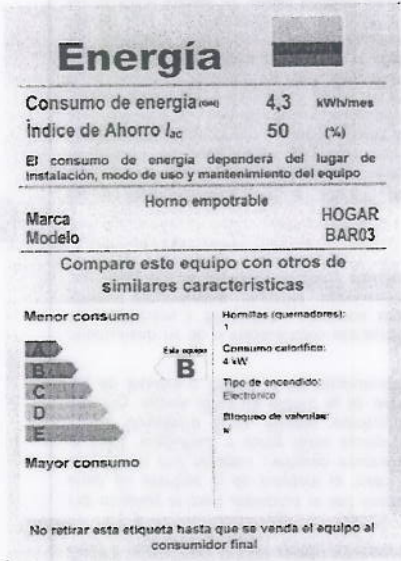 Energía
Consumo de energía (Gas) 4,3 kWh/mes
Índice de Ahorro Iac 50 (%)
El consumo de energía dependerá del lugar de
instalación, modo de uso y mantenimiento del equipo
Horno empotrable
Marca HOGAR
Modelo BAR03
Compare este equipo con otros de
similares características
Menor consumo
A
B
C
D
E
Mayor consumo
Este equipo
B
Hornillas (quemadores):
1
Consumo calorífico:
4 kW
Tipo de encendido:
Electrónico
Bloqueo de valvulas:
No retirar esta etiqueta hasta que se venda el equipo al
consumidor final